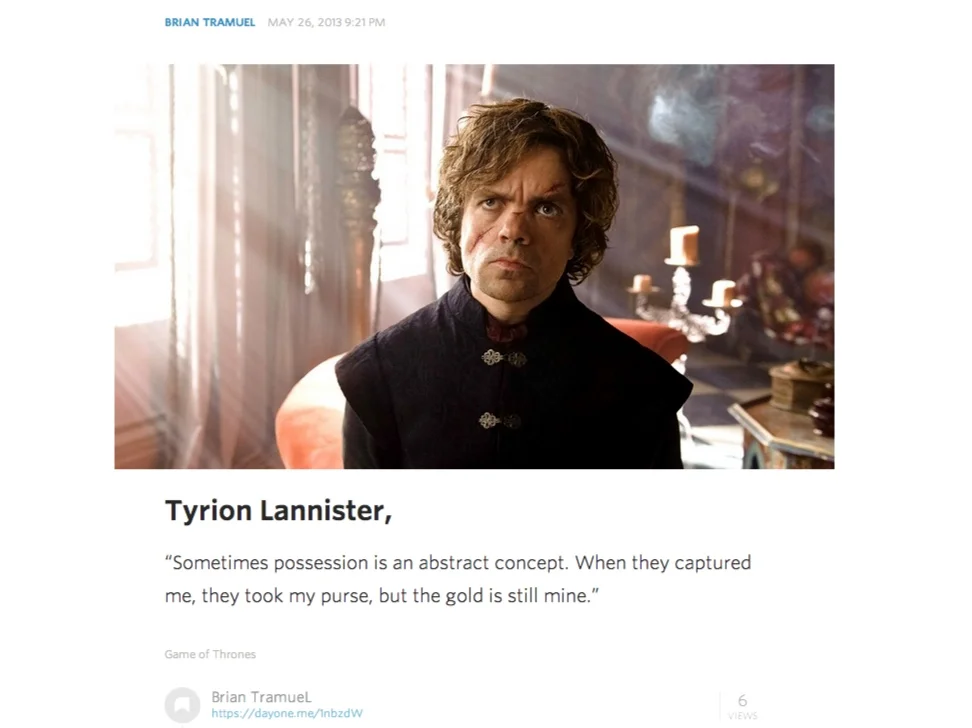 BRIAN TRAMUEL MAY 26, 2013 9:21 PM
Tyrion Lannister,
“Sometimes possession is an abstract concept. When they captured
me, they took my purse, but the gold is still mine.”
Game of Thrones
Brian TramueL
https://dayone.me/1nbzdW
6
VIEWS